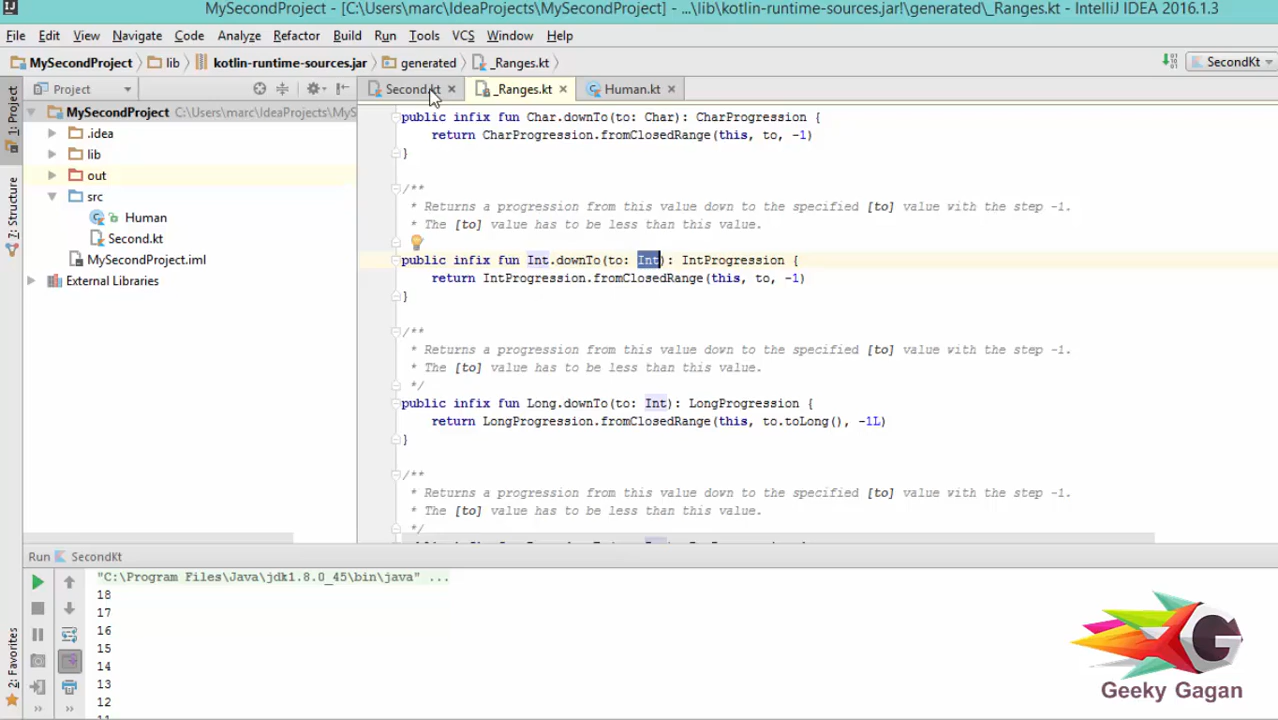 MySecondProject - [C:\Users\marc\IdeaProjects\MySecondProject] - ...\lib\kotlin-runtime-sources.jar!\generated\_Ranges.kt - IntelliJ IDEA 2016.1.3
File Edit View Navigate Code Analyze Refactor Build Run Tools VCS Window Help
MySecondProject lib kotlin-runtime-sources.jar generated _Ranges.kt SecondKt
1: Project
7: Structure
2: Favorites
Project
Second.kt _Ranges.kt Human.kt
MySecondProject C:\Users\marc\IdeaProjects\MyS
.idea
lib
out
src
Human
Second.kt
MySecondProject.iml
External Libraries
public infix fun Char.downTo(to: Char): CharProgression {
return CharProgression.fromClosedRange(this, to, -1)
}
/**
* Returns a progression from this value down to the specified [to] value with the step -1.
* The [to] value has to be less than this value.
public infix fun Int.downTo(to: Int): IntProgression {
return IntProgression.fromClosedRange(this, to, -1)
}
/**
* Returns a progression from this value down to the specified [to] value with the step -1.
* The [to] value has to be less than this value.
*/
public infix fun Long.downTo(to: Int): LongProgression {
return LongProgression.fromClosedRange(this, to.toLong(), -1L)
}
/**
* Returns a progression from this value down to the specified [to] value with the step -1.
* The [to] value has to be less than this value.
*/
Run SecondKt
"C:\Program Files\Java\jdk1.8.0_45\bin\java" ...
18
17
16
15
14
13
12
G
Geeky Gagan